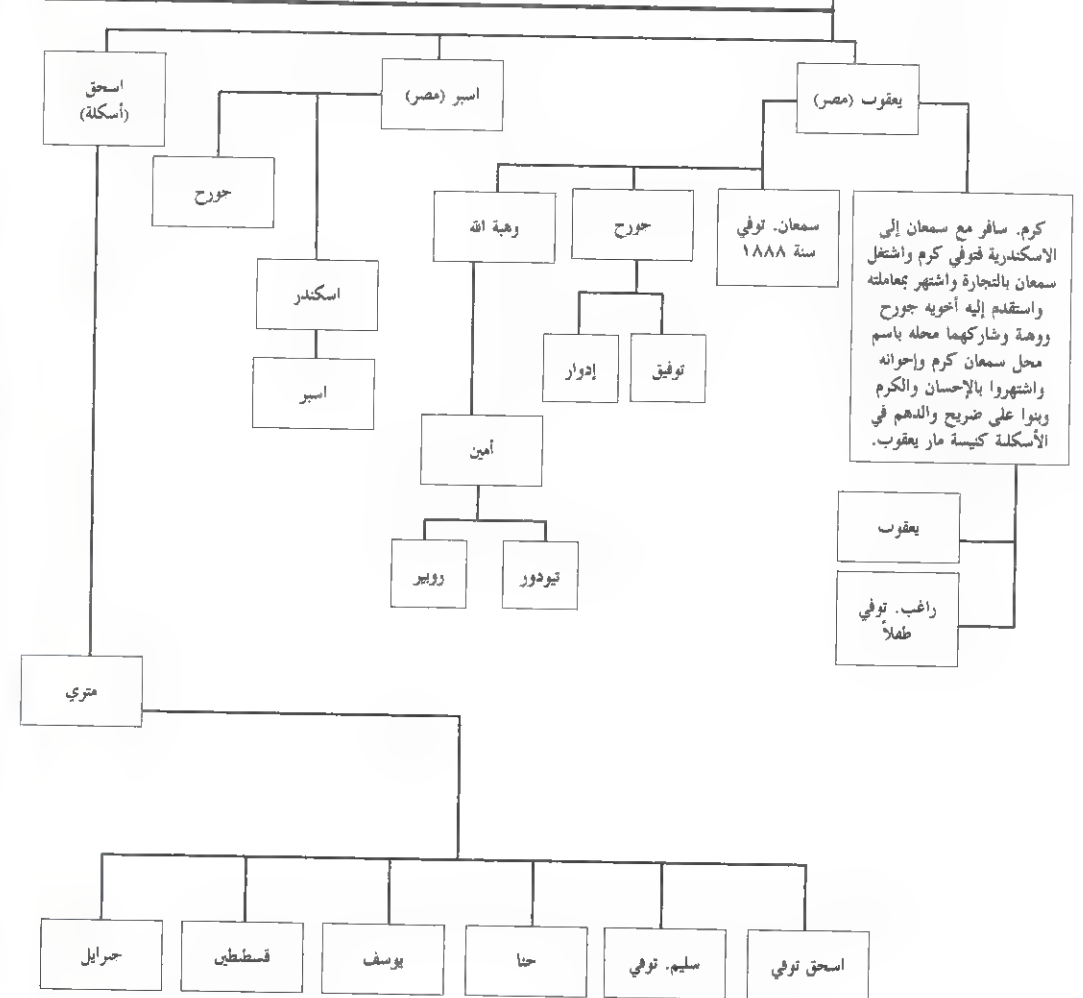 يعقوب (مصر)
اسبر (مصر)
اسحق
(أسكلة)
كرم. سافر مع سمعان إلى
الاسكندرية فتوفي كرم واشتغل
سمعان بالتجارة واشتهر بمعاملته
واستقدم إليه أخويه جورج
ووهبة وشاركهما محله باسم
محل سمعان كرم وإخوانه
واشتهروا بالإحسان والكرم
وبنوا على ضريح والدهم في
الأسكلة كنيسة مار يعقوب.
سمعان. توفي
سنة ١٨٨٨
جورج
وهبة الله
جورج
اسكندر
توفيق
إدوار
اسبر
أمين
يعقوب
تيودور
روبير
راغب. توفي
طفلاً
متري
اسحق توفي
سليم. توفي
حنا
يوسف
قسطنطين
جبرايل